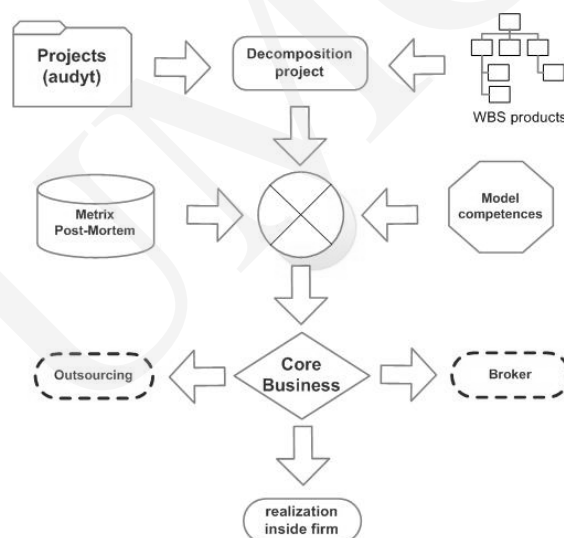 Projects
(audyt)
Decomposition
project
WBS products
Metrix
Post-Mortem
Model
competences
Outsourcing
Core
Business
Broker
realization
inside firm